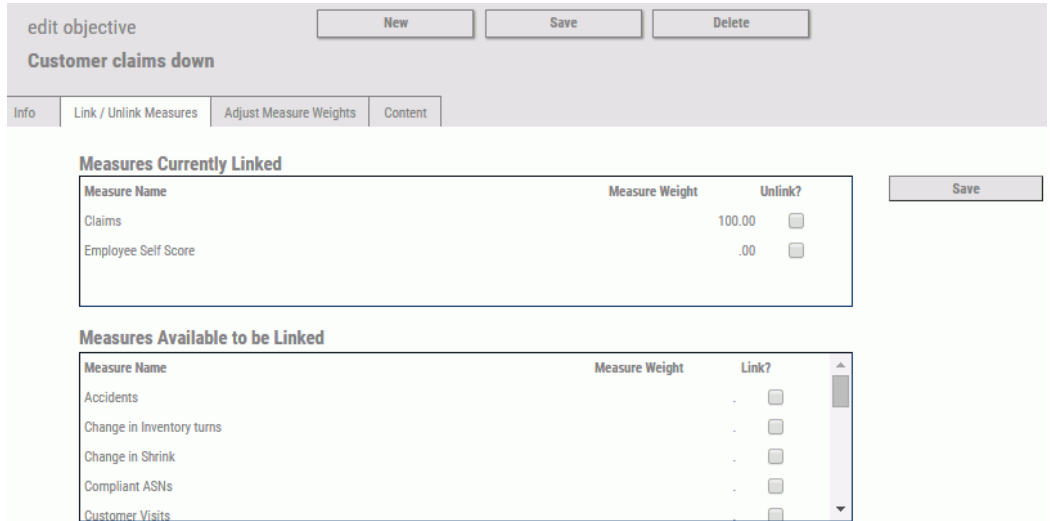 edit objective New Save Delete
Customer claims down
Info Link / Unlink Measures Adjust Measure Weights Content
Measures Currently Linked
Measure Name Measure Weight Unlink? Save
Claims 100.00
Employee Self Score .00
Measures Available to be Linked
Measure Name Measure Weight Link?
Accidents .
Change in Inventory turns .
Change in Shrink .
Compliant ASNs .
Customer Visits .